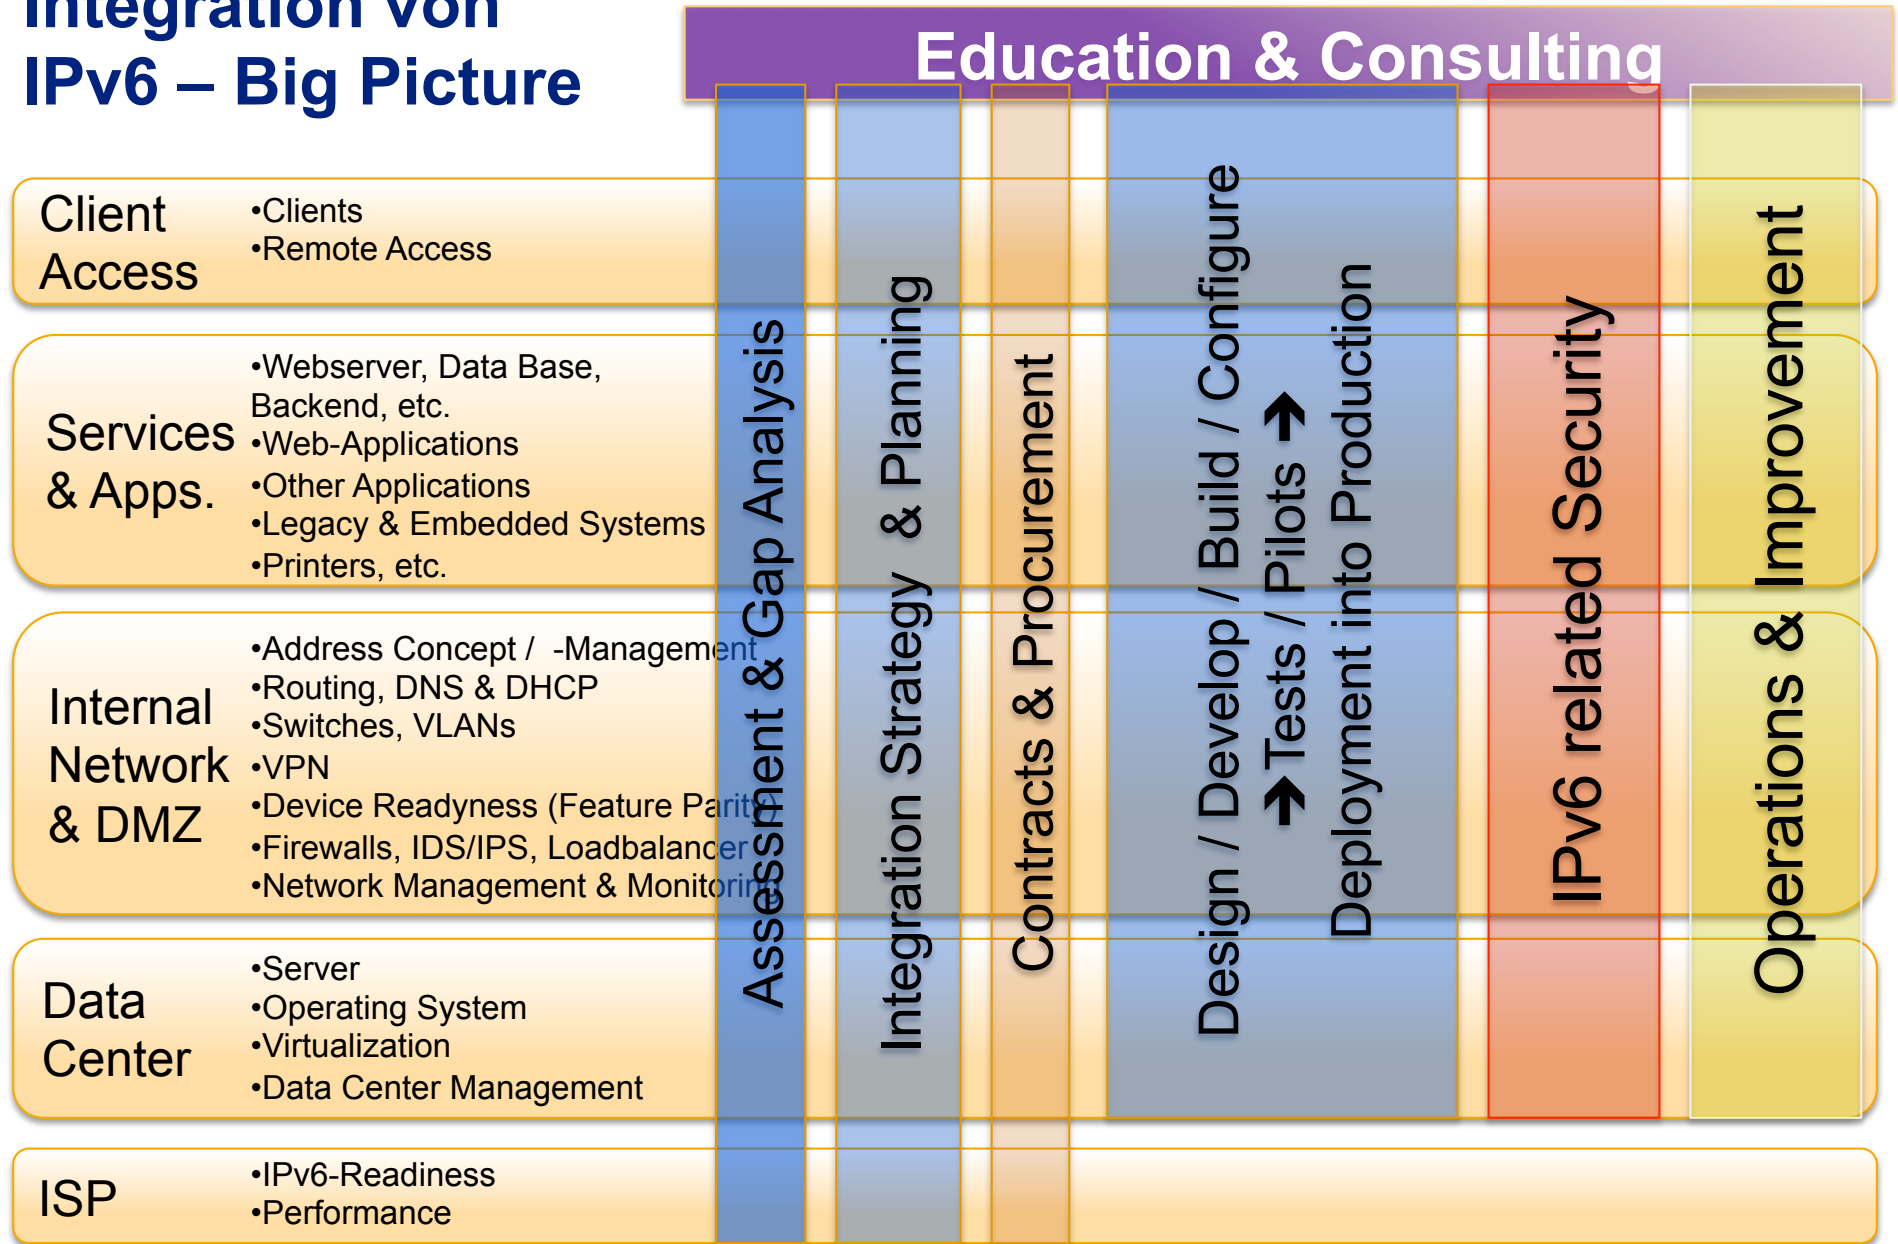 Integration von
IPv6 – Big Picture
Education & Consulting
Client
Access
•Clients
•Remote Access
Services
& Apps.
•Webserver, Data Base,
Backend, etc.
•Web-Applications
•Other Applications
•Legacy & Embedded Systems
•Printers, etc.
Internal
Network
& DMZ
•Address Concept / -Management
•Routing, DNS & DHCP
•Switches, VLANs
•VPN
•Device Readyness (Feature Parity)
•Firewalls, IDS/IPS, Loadbalancer
•Network Management & Monitoring
Data
Center
•Server
•Operating System
•Virtualization
•Data Center Management
ISP
•IPv6-Readiness
•Performance
Assessment & Gap Analysis
Integration Strategy & Planning
Contracts & Procurement
Design / Develop / Build / Configure
➔Tests / Pilots ➔
Deployment into Production
IPv6 related Security
Operations & Improvement